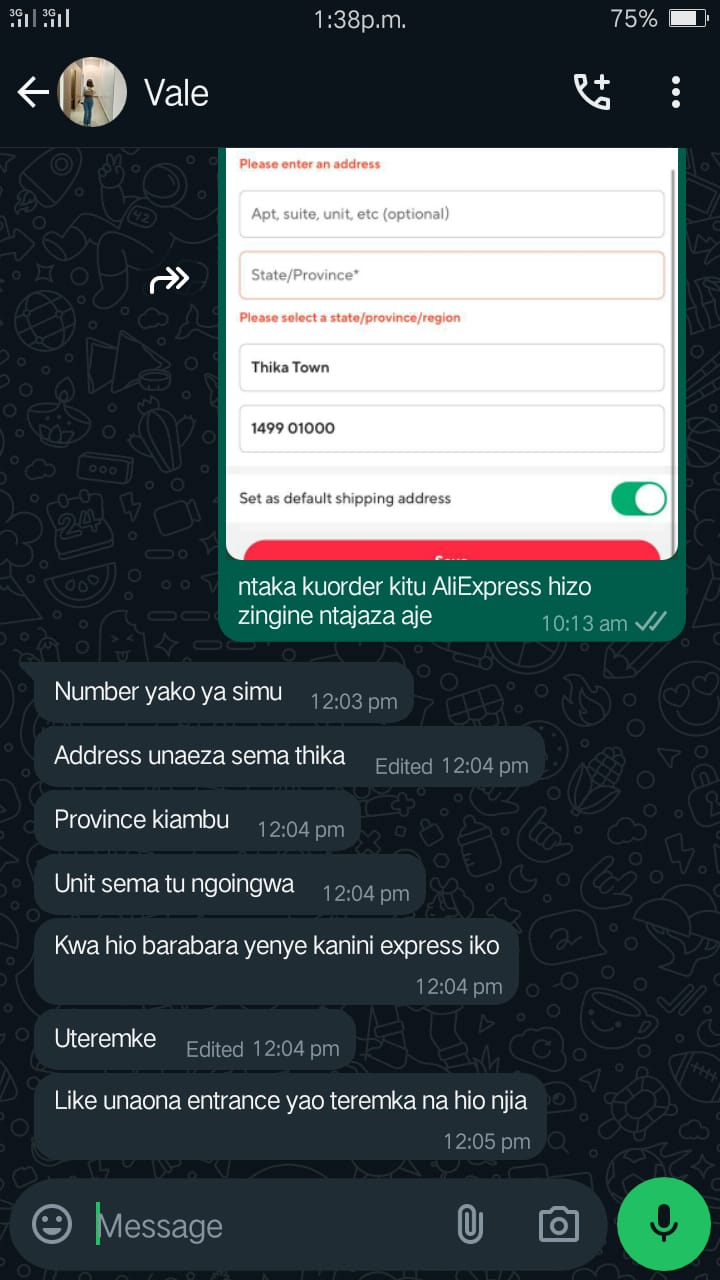 3G 3G 1:38p.m. 75%
Vale
Please enter an address
Apt, suite, unit, etc (optional)
State/Province*
Please select a state/province/region
Thika Town
1499 01000
Set as default shipping address
Save
ntaka kuorder kitu AliExpress hizo
zingine ntajaza aje 10:13 am
Number yako ya simu 12:03 pm
Address unaeza sema thika Edited 12:04 pm
Province kiambu 12:04 pm
Unit sema tu ngoingwa 12:04 pm
Kwa hio barabara yenye kanini express iko
12:04 pm
Uteremke Edited 12:04 pm
Like unaona entrance yao teremka na hio njia
12:05 pm
Message